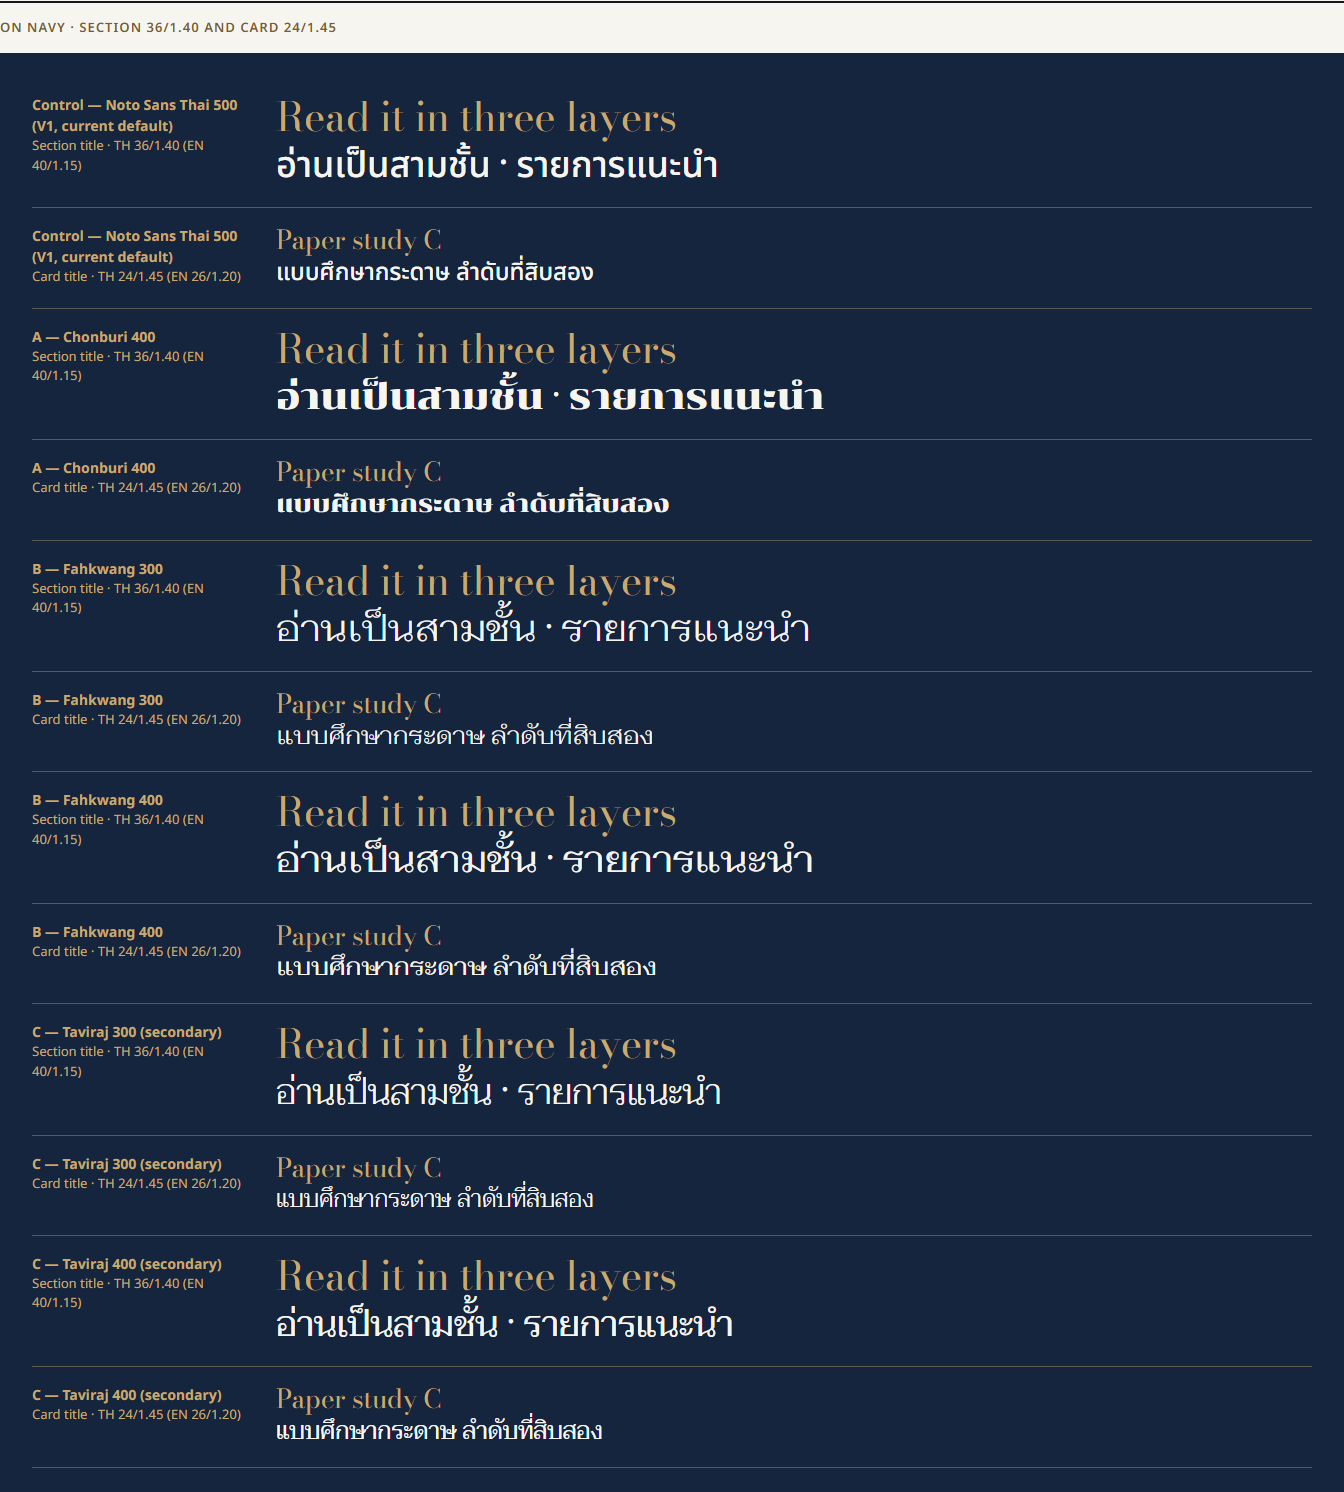 ON NAVY · SECTION 36/1.40 AND CARD 24/1.45
Control — Noto Sans Thai 500
(V1, current default)
Section title · TH 36/1.40 (EN
40/1.15)
Read it in three layers
อ่านเป็นสามชั้น · รายการแนะนำ
Control — Noto Sans Thai 500
(V1, current default)
Card title · TH 24/1.45 (EN 26/1.20)
Paper study C
แบบศึกษากระดาษ ลำดับที่สิบสอง
A — Chonburi 400
Section title · TH 36/1.40 (EN
40/1.15)
Read it in three layers
อ่านเป็นสามชั้น · รายการแนะนำ
A — Chonburi 400
Card title · TH 24/1.45 (EN 26/1.20)
Paper study C
แบบศึกษากระดาษ ลำดับที่สิบสอง
B — Fahkwang 300
Section title · TH 36/1.40 (EN
40/1.15)
Read it in three layers
อ่านเป็นสามชั้น · รายการแนะนำ
B — Fahkwang 300
Card title · TH 24/1.45 (EN 26/1.20)
Paper study C
แบบศึกษากระดาษ ลำดับที่สิบสอง
B — Fahkwang 400
Section title · TH 36/1.40 (EN
40/1.15)
Read it in three layers
อ่านเป็นสามชั้น · รายการแนะนำ
B — Fahkwang 400
Card title · TH 24/1.45 (EN 26/1.20)
Paper study C
แบบศึกษากระดาษ ลำดับที่สิบสอง
C — Taviraj 300 (secondary)
Section title · TH 36/1.40 (EN
40/1.15)
Read it in three layers
อ่านเป็นสามชั้น · รายการแนะนำ
C — Taviraj 300 (secondary)
Card title · TH 24/1.45 (EN 26/1.20)
Paper study C
แบบศึกษากระดาษ ลำดับที่สิบสอง
C — Taviraj 400 (secondary)
Section title · TH 36/1.40 (EN
40/1.15)
Read it in three layers
อ่านเป็นสามชั้น · รายการแนะนำ
C — Taviraj 400 (secondary)
Card title · TH 24/1.45 (EN 26/1.20)
Paper study C
แบบศึกษากระดาษ ลำดับที่สิบสอง